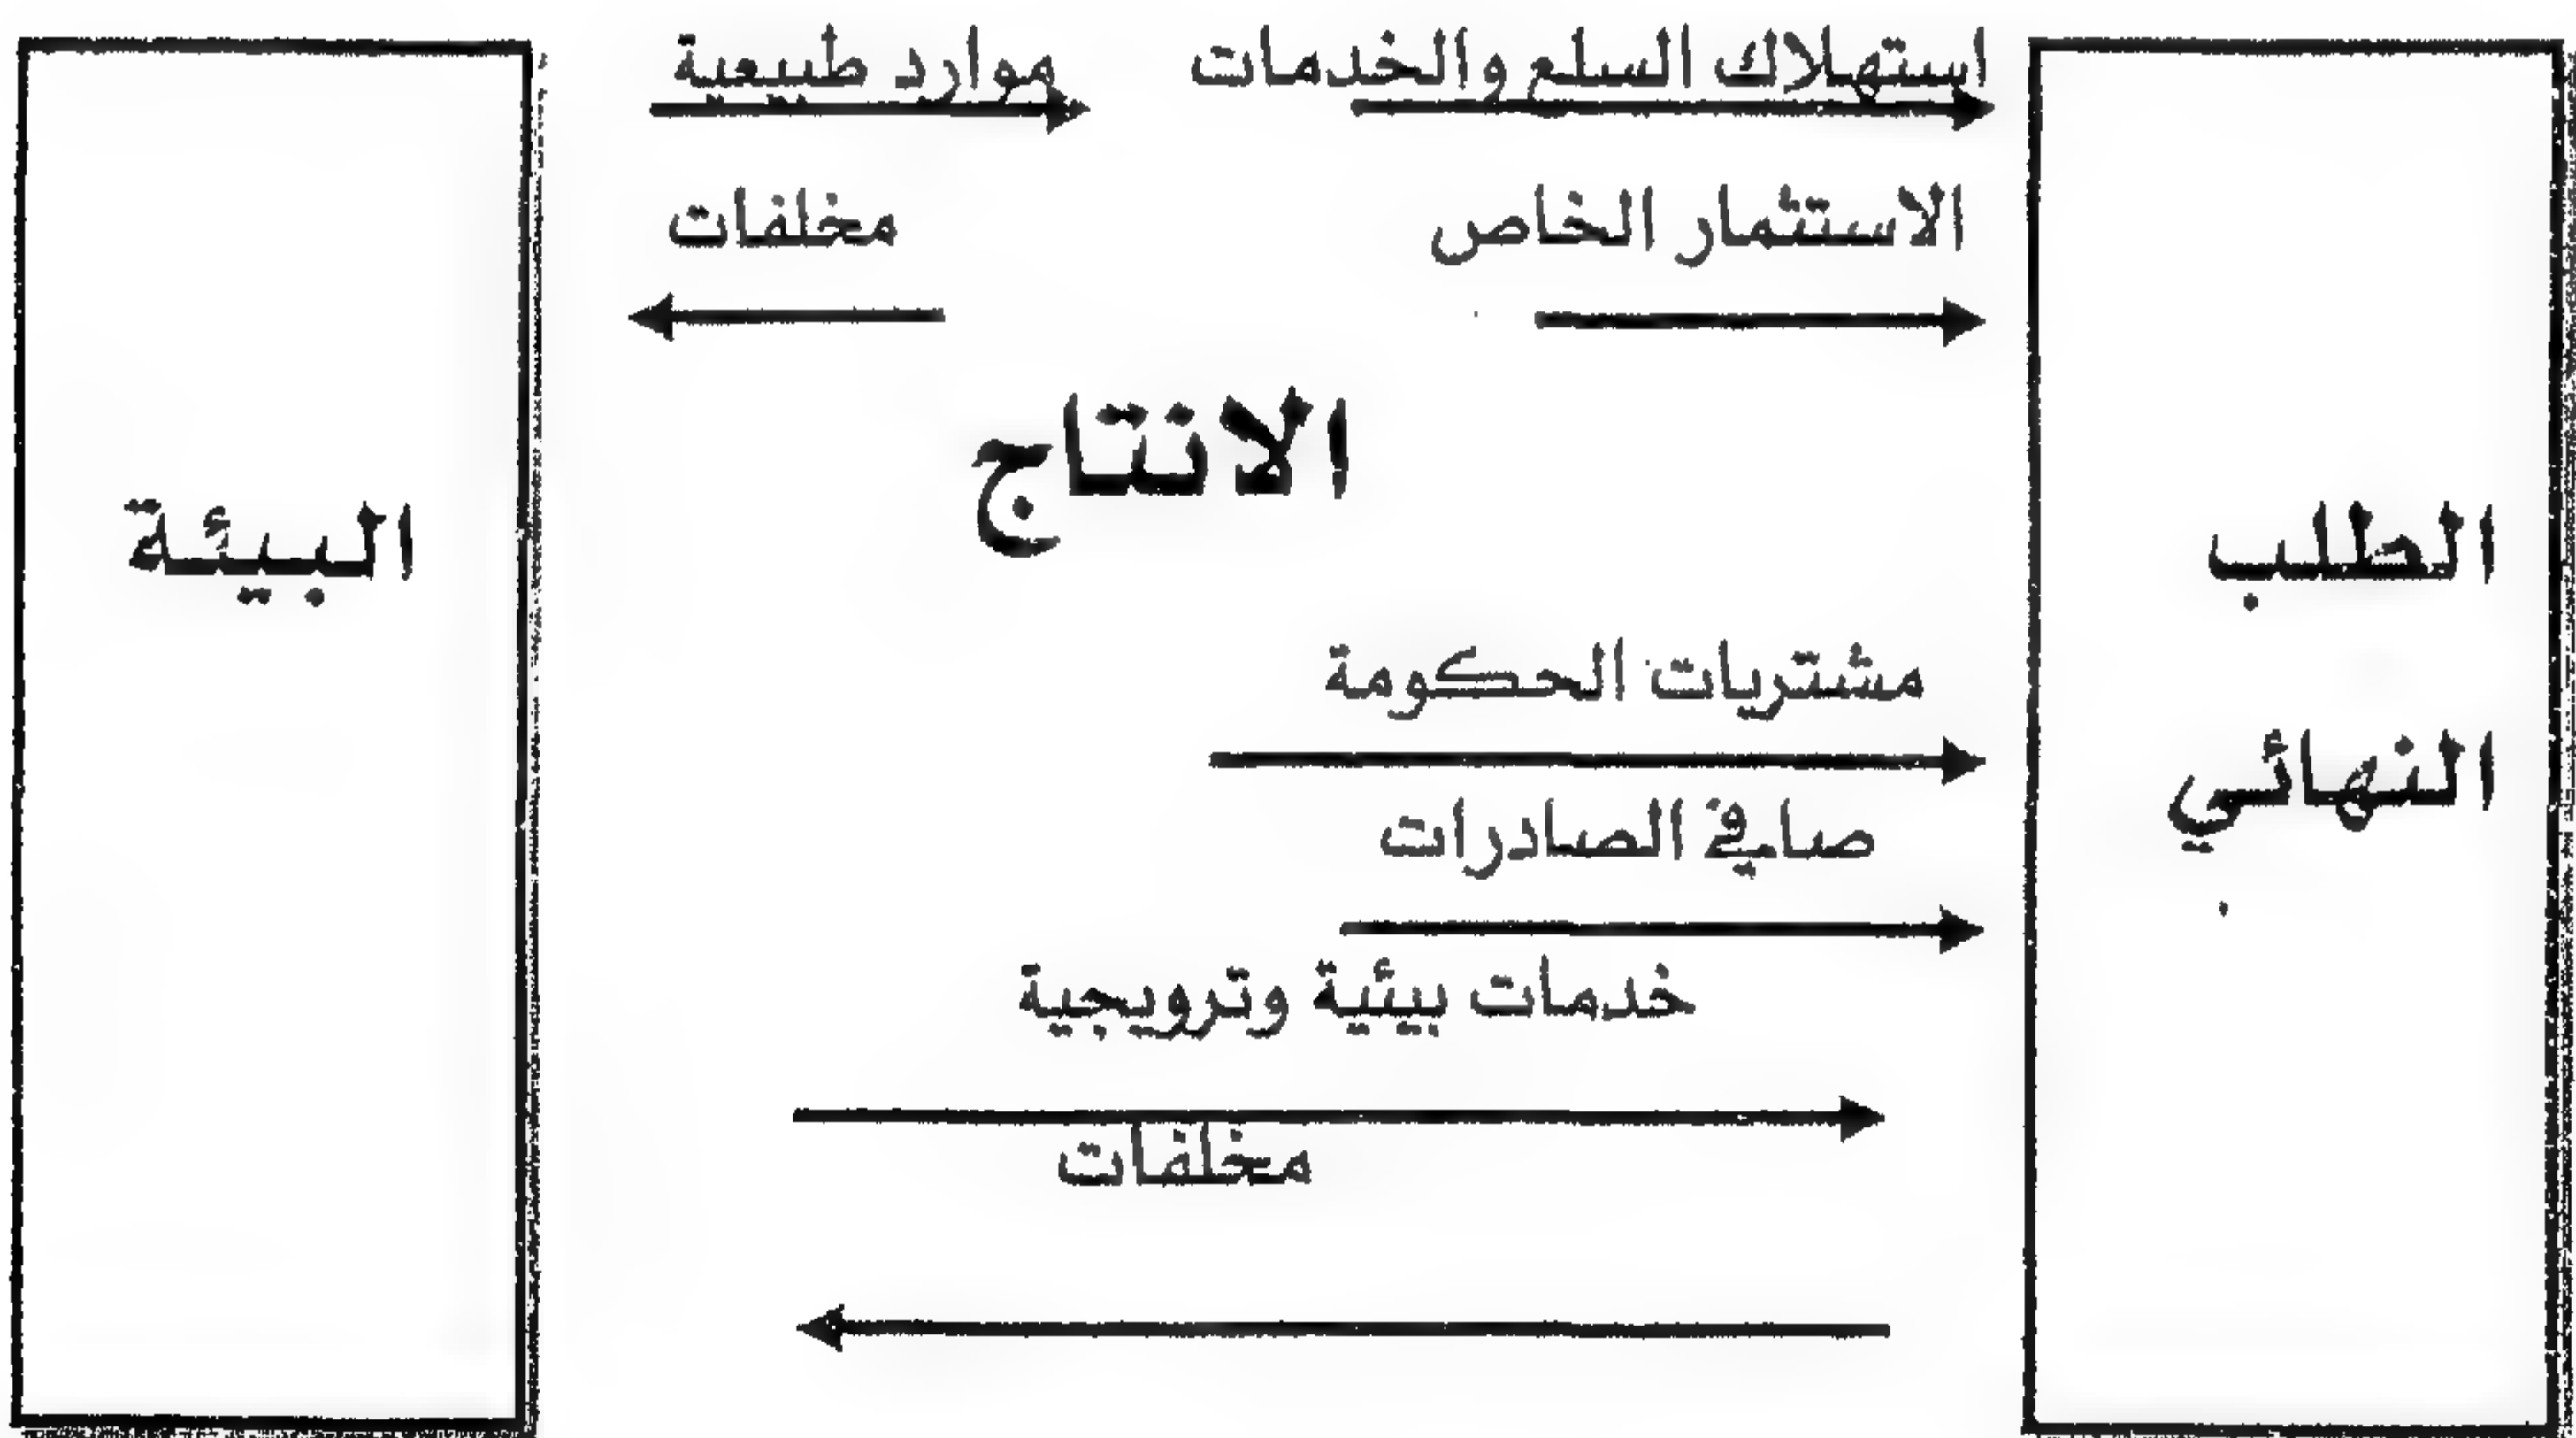 استهلاك السلع والخدمات
موارد طبيعية
الاستثمار الخاص
مخلفات
الانتاج
الطلب
النهائي
البيئة
مشتريات الحكومة
صافي الصادرات
خدمات بيئية وترويجية
مخلفات